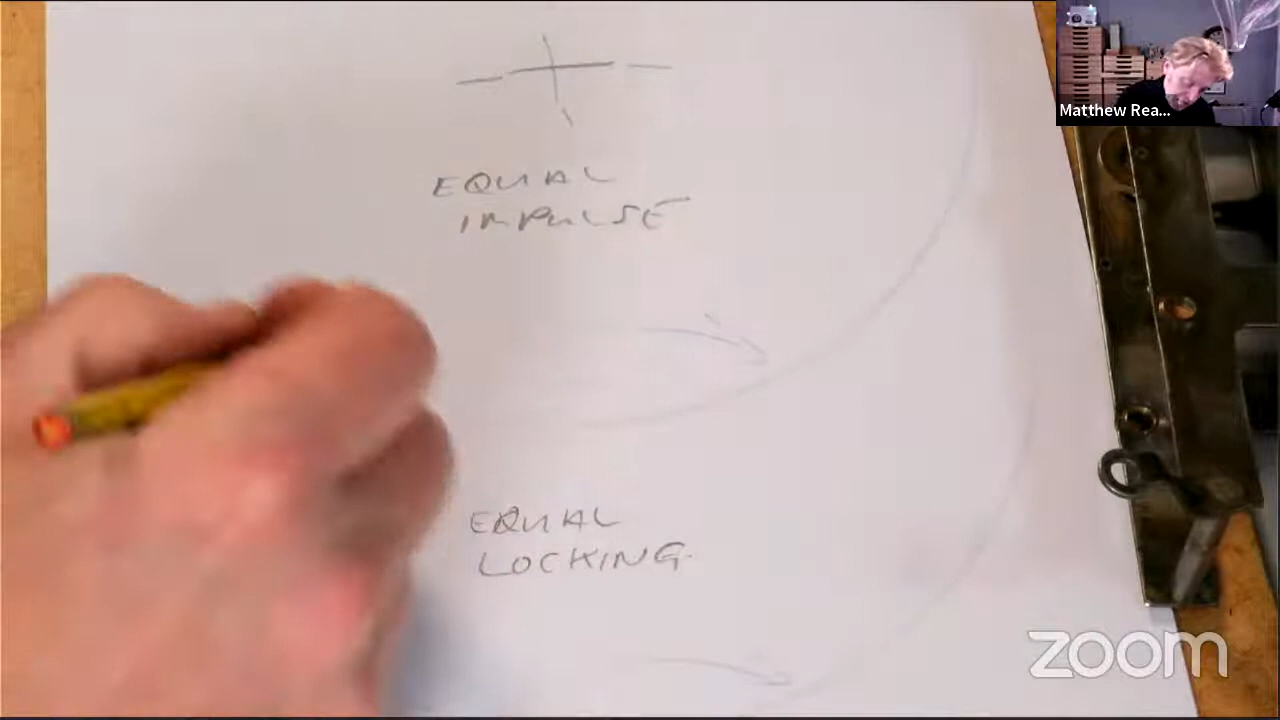 Matthew Rea...
EQUAL
IMPULSE
EQUAL
LOCKING.
zoom